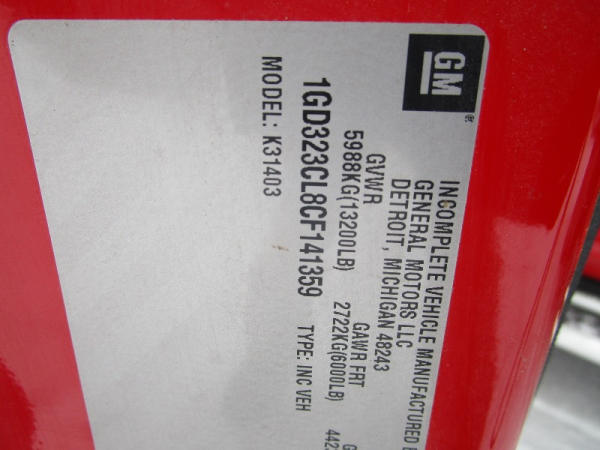 GM
INCOMPLETE VEHICLE MANUFACTURED
GENERAL MOTORS LLC
DETROIT, MICHIGAN 48243
GVWR GAWR FRT
5988KG(13200LB) 2722KG(6000LB) 442
1GD323CL8CF141359 TYPE: INC VEH
MODEL: K31403